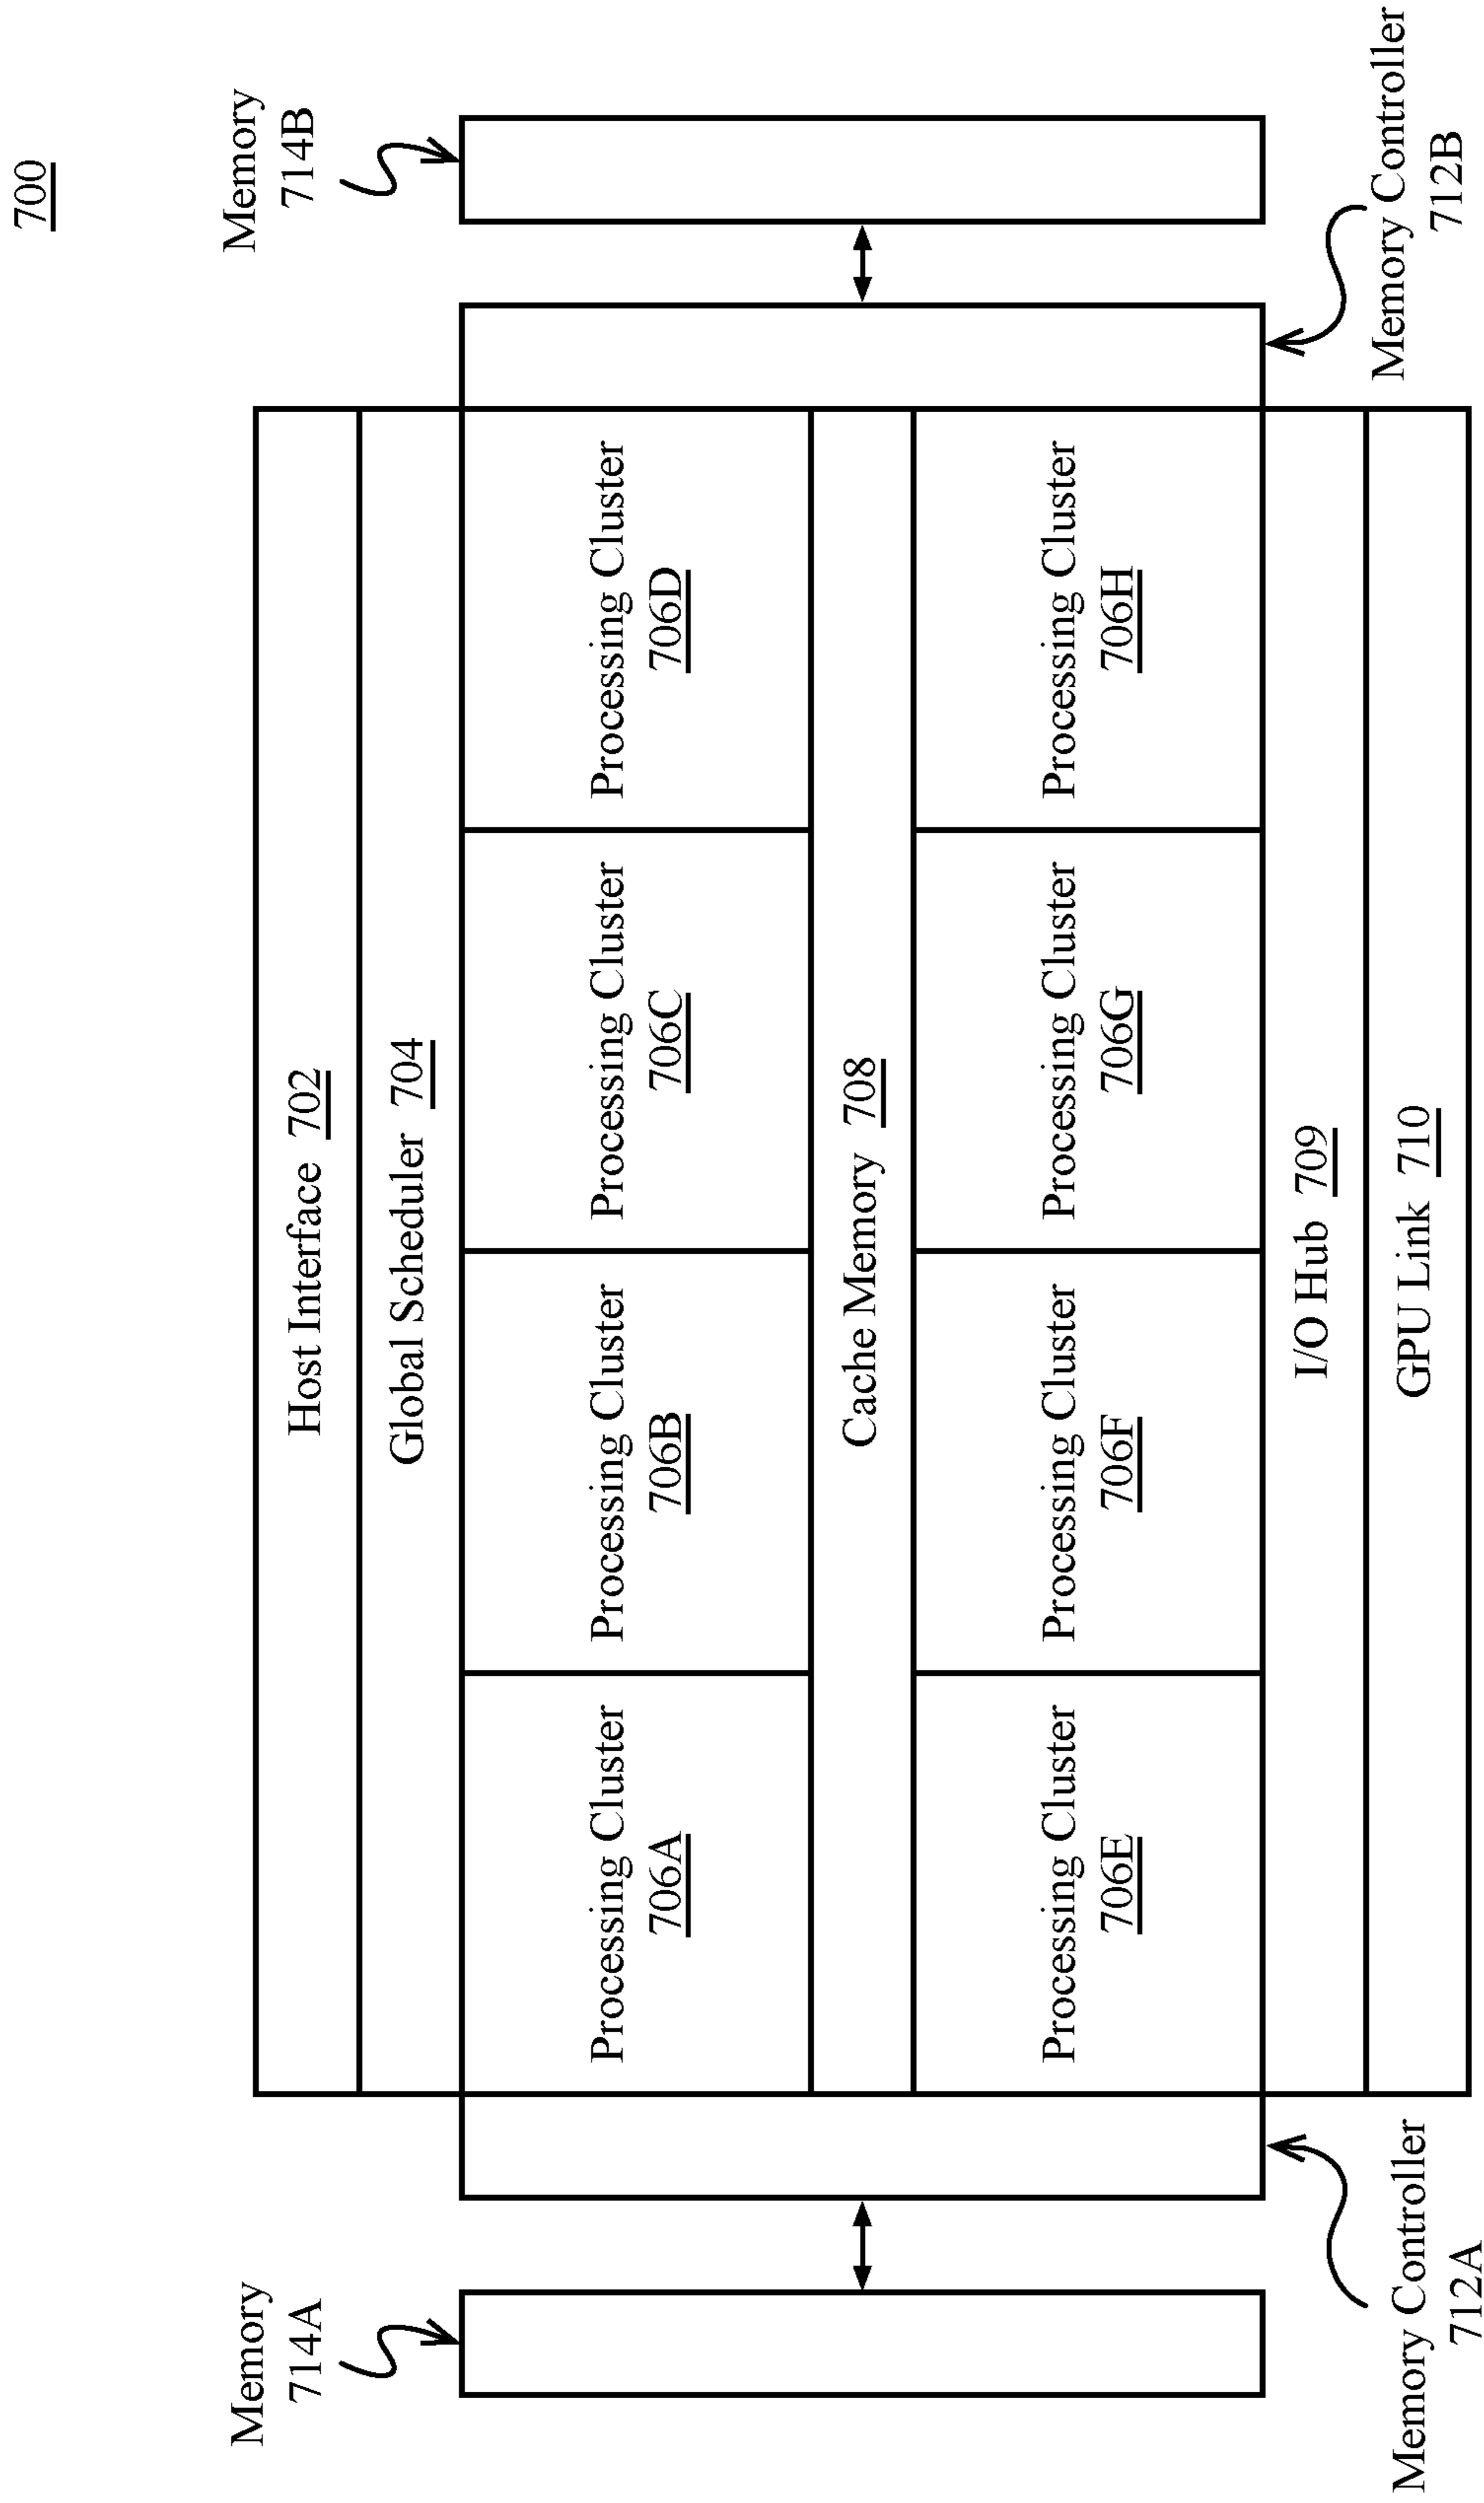 700
Memory
714B
Memory
714A
Host Interface 702
Global Scheduler 704
Processing Cluster
706A
Processing Cluster
706B
Processing Cluster
706C
Processing Cluster
706D
Cache Memory 708
Processing Cluster
706E
Processing Cluster
706F
Processing Cluster
706G
Processing Cluster
706H
I/O Hub 709
GPU Link 710
Memory Controller
712A
Memory Controller
712B